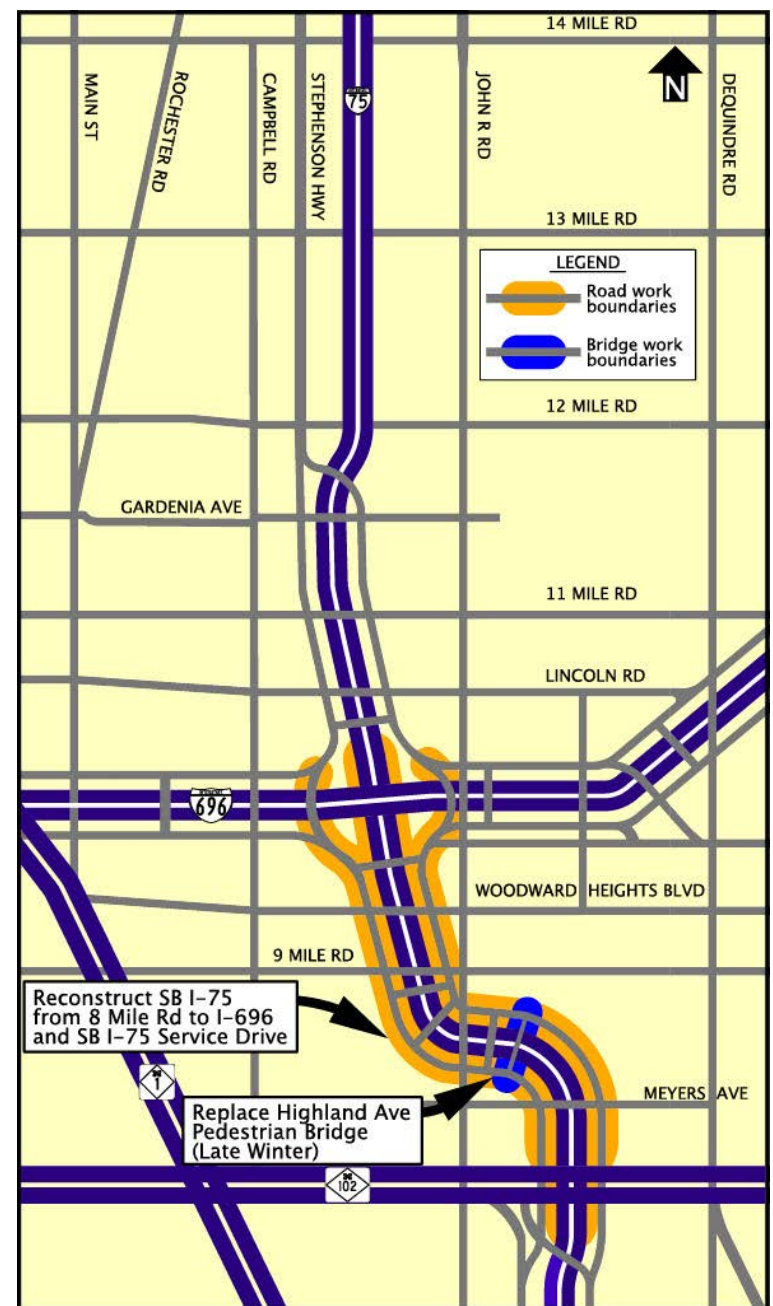 14 MILE RD
N
75
MAIN ST
ROCHESTER RD
CAMPBELL RD
STEPHENSON HWY
JOHN R RD
DEQUINDRE RD
13 MILE RD
LEGEND
Road work
boundaries
Bridge work
boundaries
12 MILE RD
GARDENIA AVE
11 MILE RD
LINCOLN RD
696
WOODWARD HEIGHTS BLVD
9 MILE RD
Reconstruct SB I-75
from 8 Mile Rd to I-696
and SB I-75 Service Drive
M
1
MEYERS AVE
Replace Highland Ave
Pedestrian Bridge
(Late Winter)
M
102